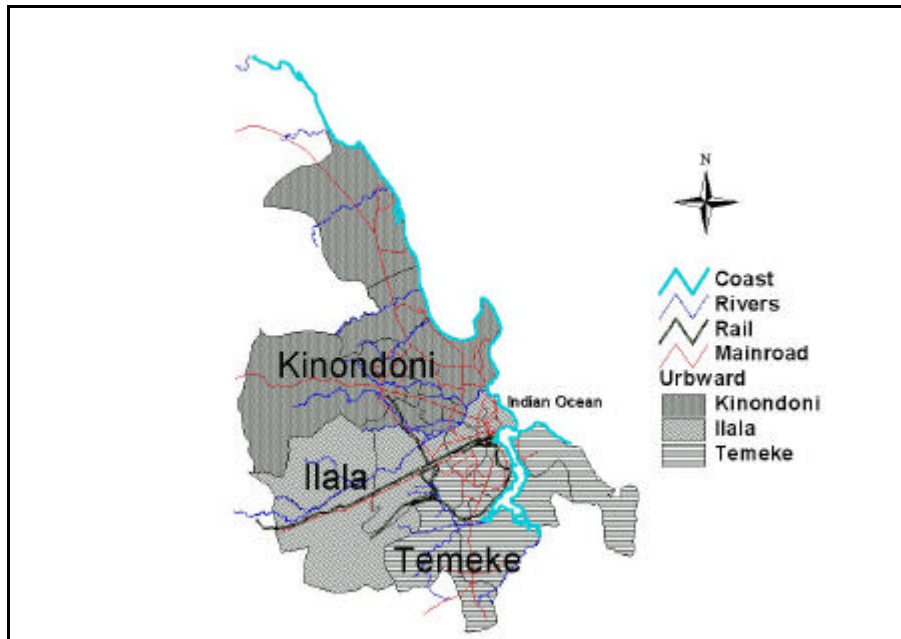 N
Coast
Rivers
Rail
Mainroad
Urbward
Kinondoni
Ilala
Temeke
Kinondoni
Indian Ocean
Ilala
Temeke